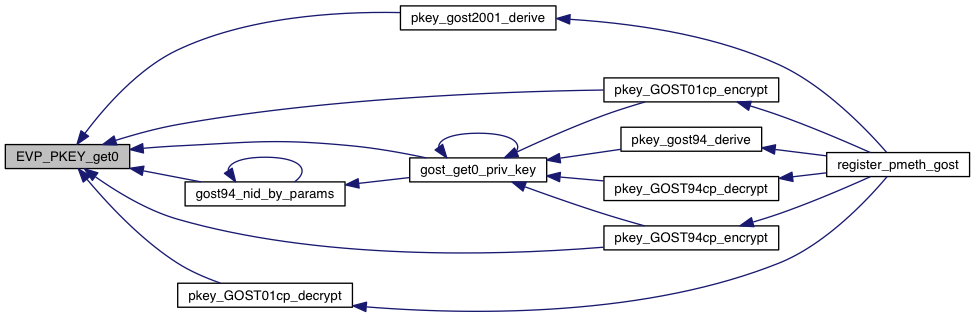 pkey_gost2001_derive
pkey_GOST01cp_encrypt
pkey_gost94_derive
EVP_PKEY_get0
gost_get0_priv_key
register_pmeth_gost
gost94_nid_by_params
pkey_GOST94cp_decrypt
pkey_GOST94cp_encrypt
pkey_GOST01cp_decrypt